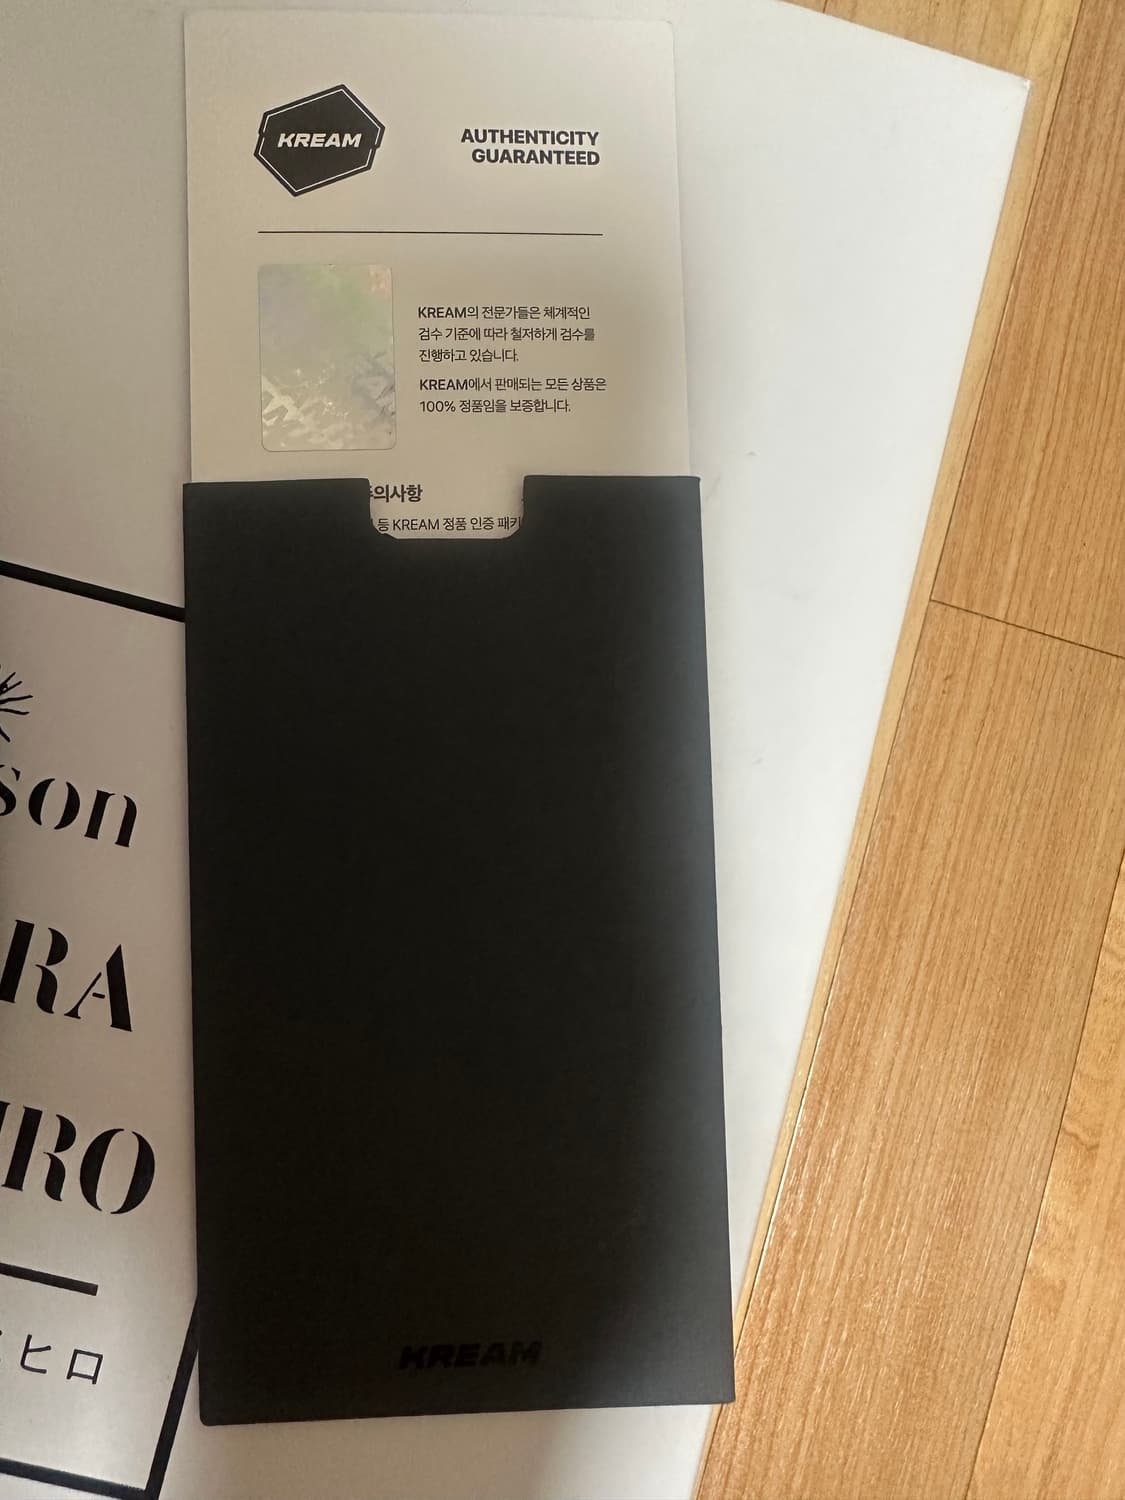 KREAM
AUTHENTICITY
GUARANTEED
KREAM의 전문가들은 체계적인
검수 기준에 따라 철저하게 검수를
진행하고 있습니다.
KREAM에서 판매되는 모든 상품은
100% 정품임을 보증합니다.
주의사항
등 KREAM 정품 인증 패키
son
RA
IRO
ヒロ
KREAM